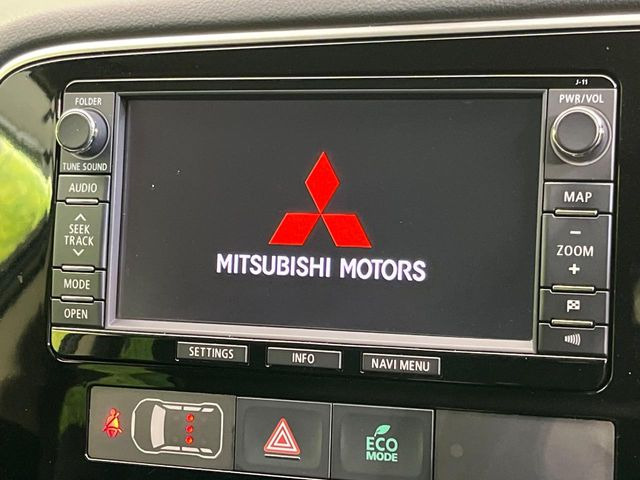 J-11
FOLDER
PWR/VOL
TUNE SOUND
AUDIO
MAP
SEEK
TRACK
−
ZOOM
+
MODE
OPEN
MITSUBISHI MOTORS
SETTINGS
INFO
NAVI MENU
ECO
MODE